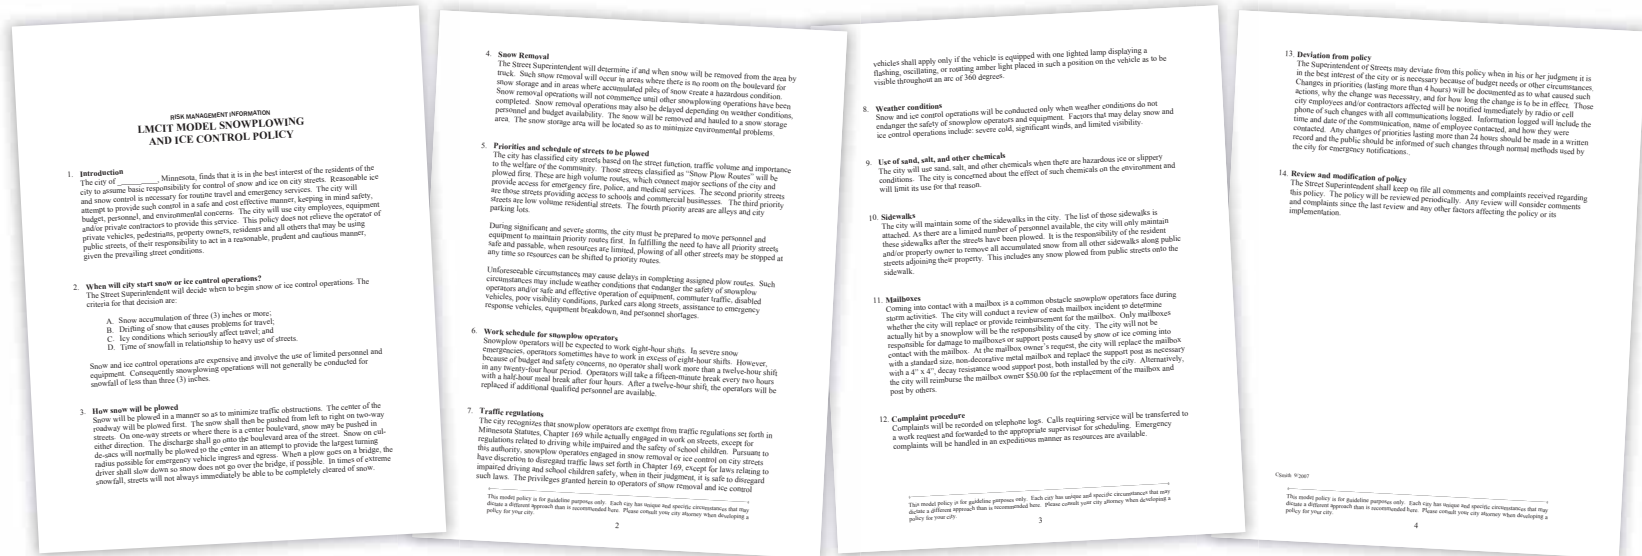 RISK MANAGEMENT INFORMATION
LMCIT MODEL SNOWPLOWING
AND ICE CONTROL POLICY
1. Introduction
The city of __________, Minnesota, finds that it is in the best interest of the residents of the
city to assume basic responsibility for control of snow and ice on city streets. Reasonable ice
and snow control is necessary for routine travel and emergency services. The city will
attempt to provide such control in a safe and cost effective manner, keeping in mind safety,
budget, personnel, and environmental concerns. The city will use city employees, equipment
and/or private contractors to provide this service. This policy does not relieve the operator of
private vehicles, pedestrians, property owners, residents and all others that may be using
public streets, of their responsibility to act in a reasonable, prudent and cautious manner,
given the prevailing street conditions.
2. When will city start snow or ice control operations?
The Street Superintendent will decide when to begin snow or ice control operations. The
criteria for that decision are:
A. Snow accumulation of three (3) inches or more;
B. Drifting of snow that causes problems for travel;
C. Icy conditions which seriously affect travel; and
D. Time of snowfall in relationship to heavy use of streets.
Snow and ice control operations are expensive and involve the use of limited personnel and
equipment. Consequently snowplowing operations will not generally be conducted for
snowfall of less than three (3) inches.
3. How snow will be plowed
Snow will be plowed in a manner so as to minimize traffic obstructions. The center of the
roadway will be plowed first. The snow shall then be pushed from left to right on two-way
streets. On one-way streets or where there is a center boulevard, snow may be pushed in
either direction. The discharge shall go onto the boulevard area of the street. Snow on cul-
de-sacs will normally be plowed to the center in an attempt to provide the largest turning
radius possible for emergency vehicle ingress and egress. When a plow goes on a bridge, the
driver shall slow down so snow does not go over the bridge, if possible. In times of extreme
snowfall, streets will not always immediately be able to be completely cleared of snow.
4. Snow Removal
The Street Superintendent will determine if and when snow will be removed from the area by
truck. Such snow removal will occur in areas where there is no room on the boulevard for
snow storage and in areas where accumulated piles of snow create a hazardous condition.
Snow removal operations will not commence until other snowplowing operations have been
completed. Snow removal operations may also be delayed depending on weather conditions,
personnel and budget availability. The snow will be removed and hauled to a snow storage
area. The snow storage area will be located so as to minimize environmental problems.
5. Priorities and schedule of streets to be plowed
The city has classified city streets based on the street function, traffic volume and importance
to the welfare of the community. Those streets classified as "Snow Plow Routes" will be
plowed first. These are high volume routes, which connect major sections of the city and
provide access for emergency fire, police, and medical services. The second priority streets
are those streets providing access to schools and commercial businesses. The third priority
streets are low volume residential streets. The fourth priority areas are alleys and city
parking lots.
During significant and severe storms, the city must be prepared to move personnel and
equipment to maintain priority routes first. In fulfilling the need to have all priority streets
safe and passable, when resources are limited, plowing of all other streets may be stopped at
any time so resources can be shifted to priority routes.
Unforeseeable circumstances may cause delays in completing assigned plow routes. Such
circumstances may include weather conditions that endanger the safety of snowplow
operators and/or safe and effective operation of equipment, commuter traffic, disabled
vehicles, poor visibility conditions, parked cars along streets, assistance to emergency
response vehicles, equipment breakdown, and personnel shortages.
6. Work schedule for snowplow operators
Snowplow operators will be expected to work eight-hour shifts. In severe snow
emergencies, operators sometimes have to work in excess of eight-hour shifts. However,
because of budget and safety concerns, no operator shall work more than a twelve-hour shift
in any twenty-four hour period. Operators will take a fifteen-minute break every two hours
with a half-hour meal break after four hours. After a twelve-hour shift, the operators will be
replaced if additional qualified personnel are available.
7. Traffic regulations
The city recognizes that snowplow operators are exempt from traffic regulations set forth in
Minnesota Statutes, Chapter 169 while actually engaged in work on streets, except for
regulations related to driving while impaired and the safety of school children. Pursuant to
this authority, snowplow operators engaged in snow removal or ice control on city streets
have discretion to disregard traffic laws set forth in Chapter 169, except for laws relating to
impaired driving and school children safety, when in their judgment, it is safe to disregard
such laws. The privileges granted herein to operators of snow removal and ice control
This model policy is for guideline purposes only. Each city has unique and specific circumstances that may
dictate a different approach than is recommended here. Please consult your city attorney when developing a
policy for your city.
2
vehicles shall apply only if the vehicle is equipped with one lighted lamp displaying a
flashing, oscillating, or rotating amber light placed in such a position on the vehicle as to be
visible throughout an arc of 360 degrees.
8. Weather conditions
Snow and ice control operations will be conducted only when weather conditions do not
endanger the safety of snowplow operators and equipment. Factors that may delay snow and
ice control operations include: severe cold, significant winds, and limited visibility.
9. Use of sand, salt, and other chemicals
The city will use sand, salt, and other chemicals when there are hazardous ice or slippery
conditions. The city is concerned about the effect of such chemicals on the environment and
will limit its use for that reason.
10. Sidewalks
The city will maintain some of the sidewalks in the city. The list of those sidewalks is
attached. As there are a limited number of personnel available, the city will only maintain
these sidewalks after the streets have been plowed. It is the responsibility of the resident
and/or property owner to remove all accumulated snow from all other sidewalks along public
streets adjoining their property. This includes any snow plowed from public streets onto the
sidewalk.
11. Mailboxes
Coming into contact with a mailbox is a common obstacle snowplow operators face during
storm activities. The city will conduct a review of each mailbox incident to determine
whether the city will replace or provide reimbursement for the mailbox. Only mailboxes
actually hit by a snowplow will be the responsibility of the city. The city will not be
responsible for damage to mailboxes or support posts caused by snow or ice coming into
contact with the mailbox. At the mailbox owner's request, the city will replace the mailbox
with a standard size, non-decorative metal mailbox and replace the support post as necessary
with a 4" x 4", decay resistance wood support post, both installed by the city. Alternatively,
the city will reimburse the mailbox owner $50.00 for the replacement of the mailbox and
post by others.
12. Complaint procedure
Complaints will be recorded on telephone logs. Calls requiring service will be transferred to
a work request and forwarded to the appropriate supervisor for scheduling. Emergency
complaints will be handled in an expeditious manner as resources are available.
This model policy is for guideline purposes only. Each city has unique and specific circumstances that may
dictate a different approach than is recommended here. Please consult your city attorney when developing a
policy for your city.
3
13. Deviation from policy
The Superintendent of Streets may deviate from this policy when in his or her judgment it is
in the best interest of the city or is necessary because of budget needs or other circumstances.
Changes in priorities (lasting more than 4 hours) will be documented as to what caused such
actions, why the change was necessary, and for how long the change is to be in effect. Those
city employees and/or contractors affected will be notified immediately by radio or cell
phone of such changes with all communications logged. Information logged will include the
time and date of the communication, name of employee contacted, and how they were
contacted. Any changes of priorities lasting more than 24 hours should be made in a written
record and the public should be informed of such changes through normal methods used by
the city for emergency notifications.
14. Review and modification of policy
The Street Superintendent shall keep on file all comments and complaints received regarding
this policy. The policy will be reviewed periodically. Any review will consider comments
and complaints since the last review and any other factors affecting the policy or its
implementation.
This model policy is for guideline purposes only. Each city has unique and specific circumstances that may
dictate a different approach than is recommended here. Please consult your city attorney when developing a
policy for your city.
4